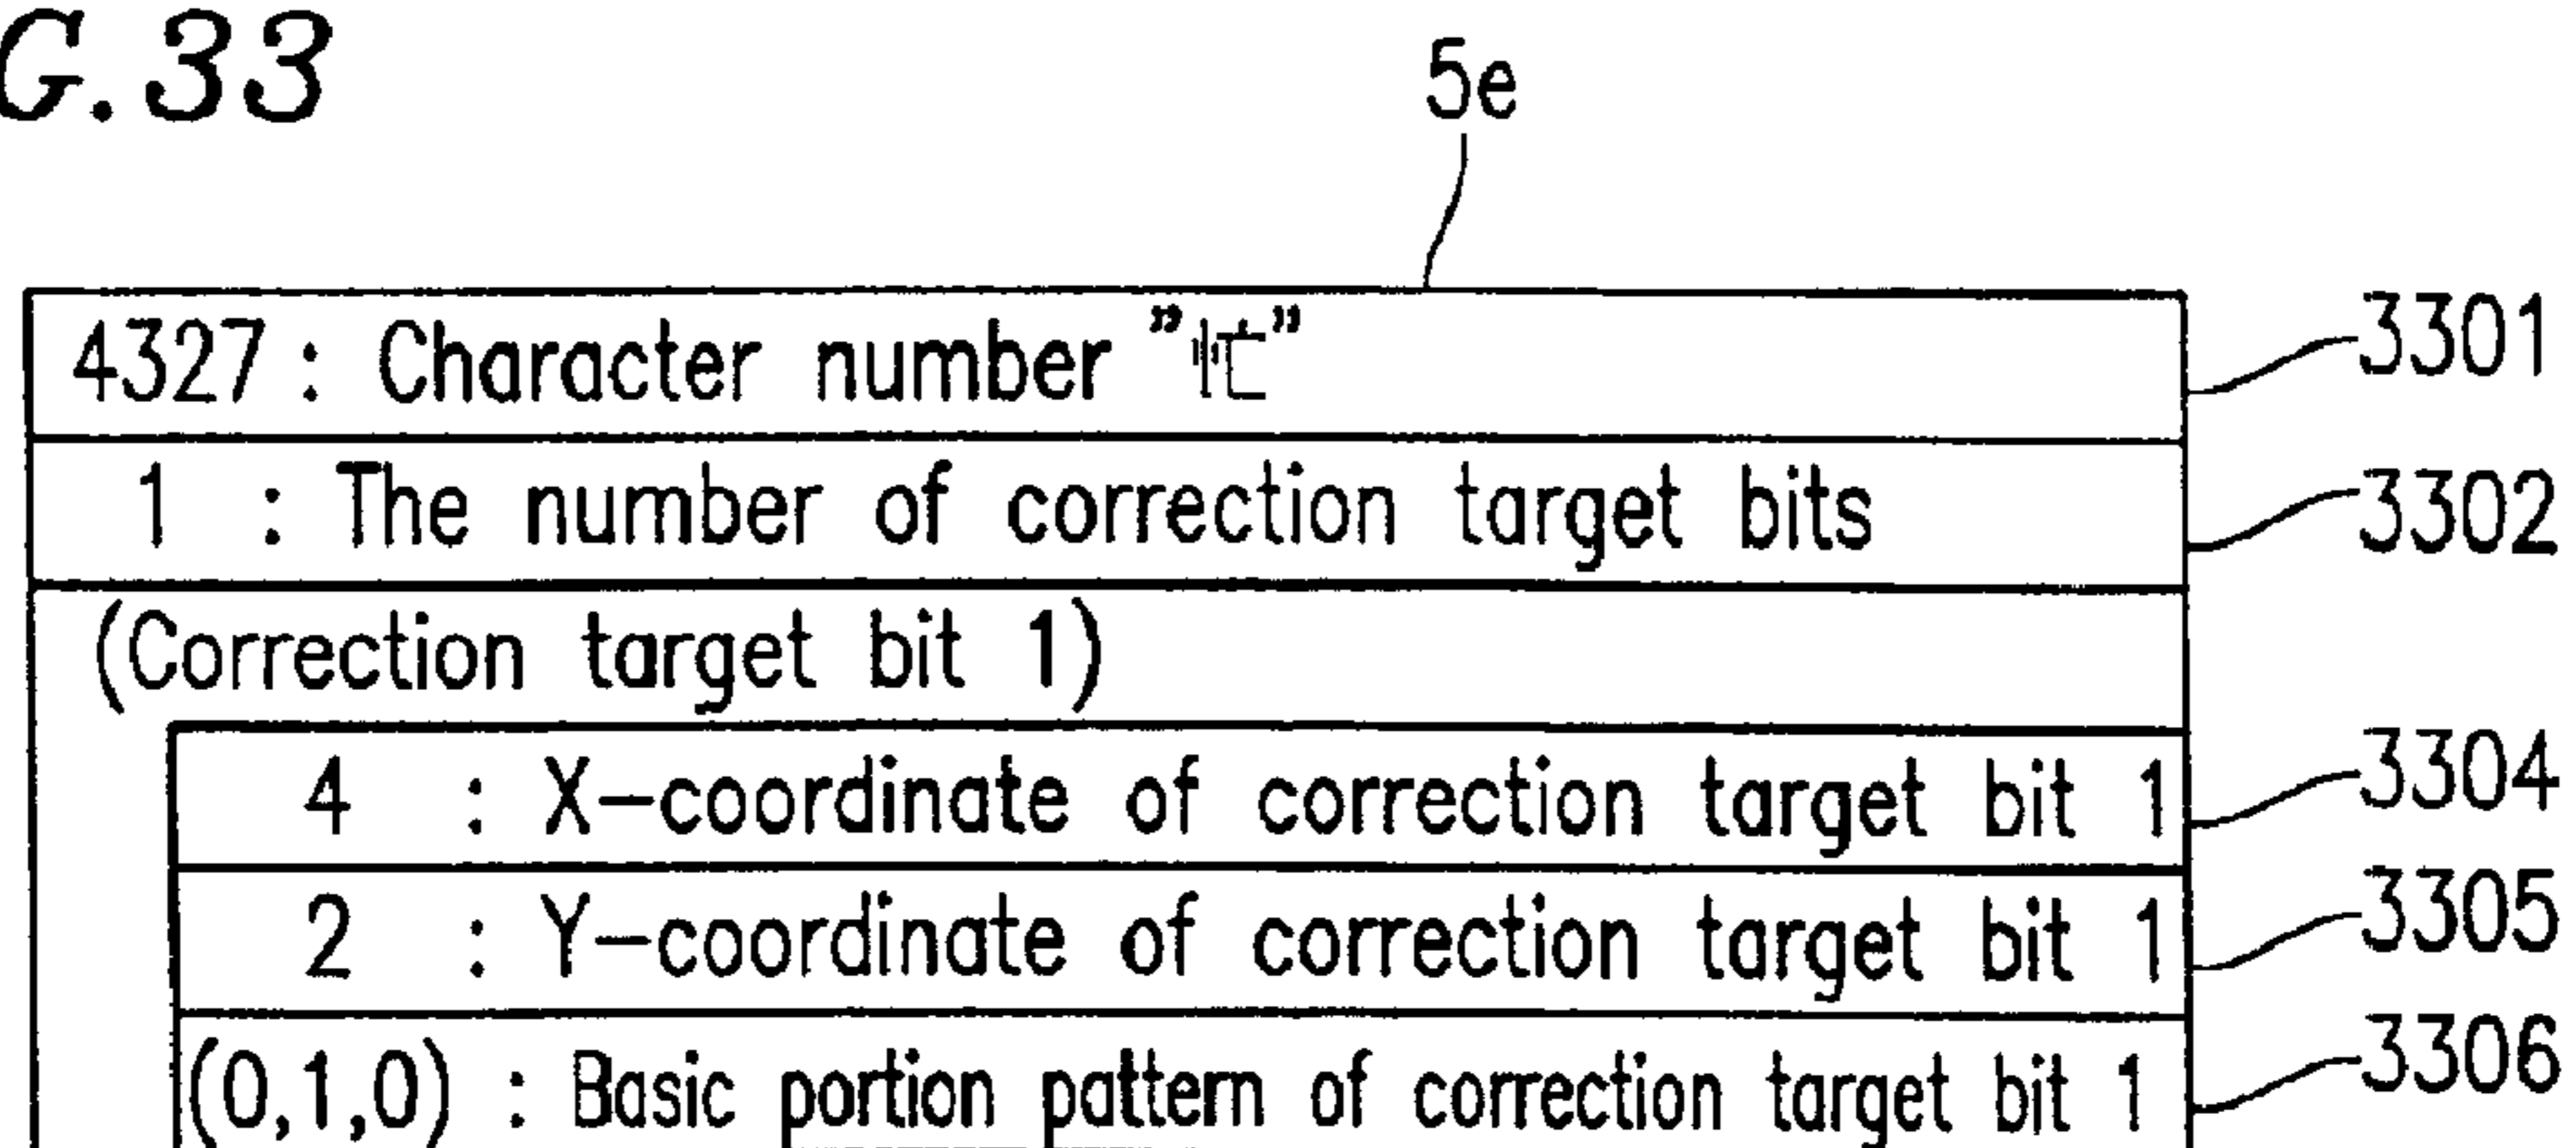 G.33
5e
4327 : Character number "忙" 3301
1 : The number of correction target bits 3302
(Correction target bit 1)
4 : X-coordinate of correction target bit 1 3304
2 : Y-coordinate of correction target bit 1 3305
(0,1,0) : Basic portion pattern of correction target bit 1 3306